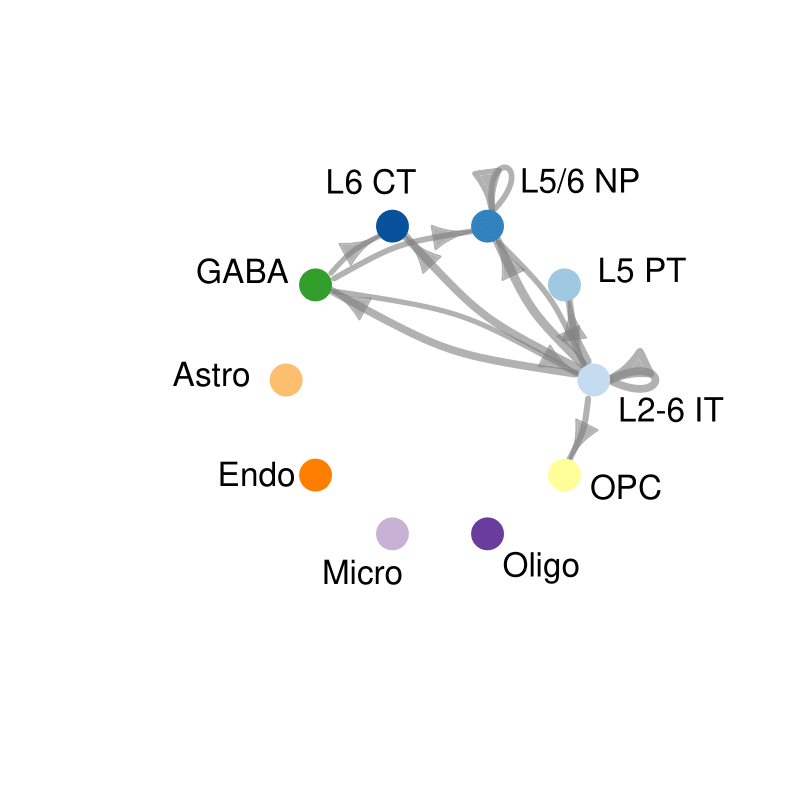 L6 CT
L5/6 NP
GABA
L5 PT
Astro
L2-6 IT
Endo
OPC
Micro
Oligo